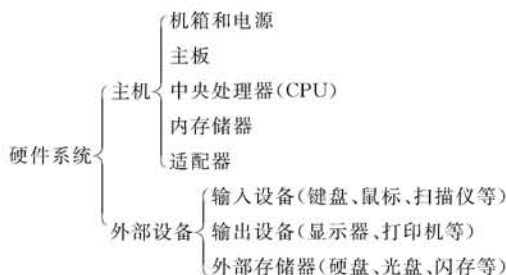 硬件系统
主机
机箱和电源
主板
中央处理器(CPU)
内存储器
适配器
外部设备
输入设备(键盘、鼠标、扫描仪等)
输出设备(显示器、打印机等)
外部存储器(硬盘、光盘、闪存等)